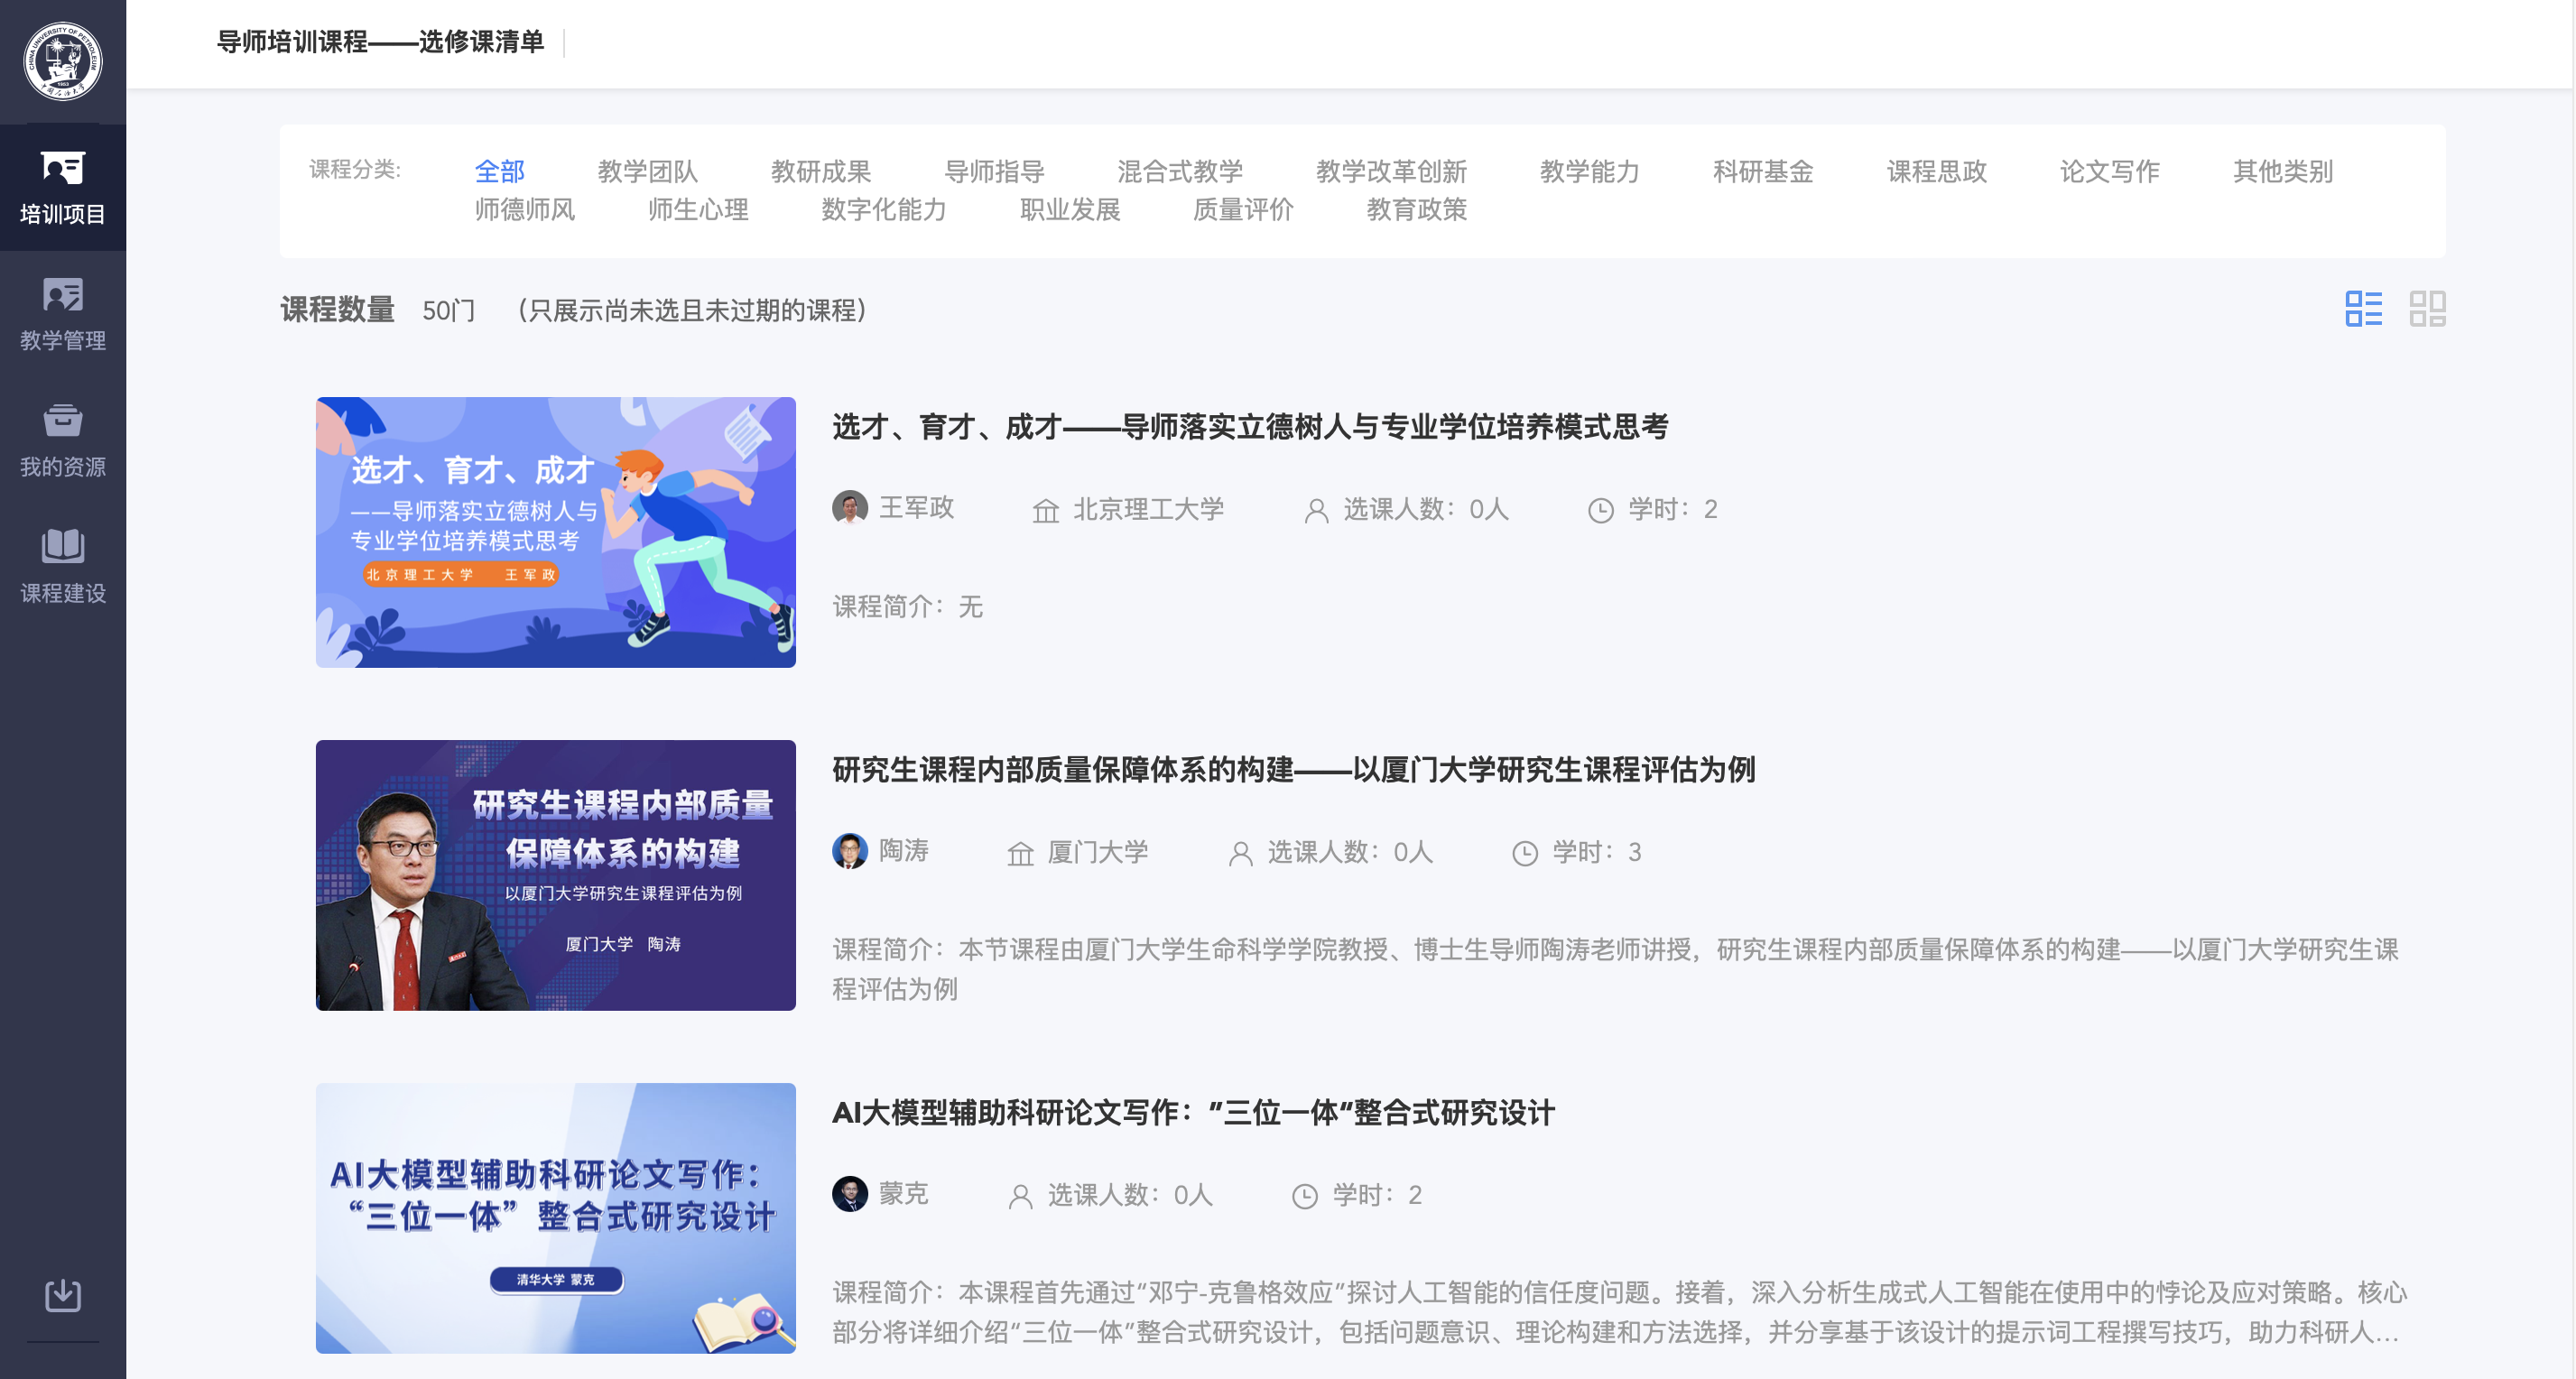 CHINA UNIVERSITY OF PETROLEUM
1953
导师培训课程——选修课清单
培训项目
教学管理
我的资源
课程建设
课程分类:
全部 教学团队 教研成果 导师指导 混合式教学 教学改革创新 教学能力 科研基金 课程思政 论文写作 其他类别
师德师风 师生心理 数字化能力 职业发展 质量评价 教育政策
课程数量 50门 （只展示尚未选且未过期的课程）
选才、育才、成才
——导师落实立德树人与
专业学位培养模式思考
北京理工大学 王军政
选才、育才、成才——导师落实立德树人与专业学位培养模式思考
王军政 北京理工大学 选课人数：0人 学时：2
课程简介：无
研究生课程内部质量
保障体系的构建
以厦门大学研究生课程评估为例
厦门大学 陶涛
研究生课程内部质量保障体系的构建——以厦门大学研究生课程评估为例
陶涛 厦门大学 选课人数：0人 学时：3
课程简介：本节课程由厦门大学生命科学学院教授、博士生导师陶涛老师讲授，研究生课程内部质量保障体系的构建——以厦门大学研究生课
程评估为例
AI大模型辅助科研论文写作：
“三位一体”整合式研究设计
清华大学 蒙克
AI大模型辅助科研论文写作：”三位一体”整合式研究设计
蒙克 选课人数：0人 学时：2
课程简介：本课程首先通过“邓宁-克鲁格效应”探讨人工智能的信任度问题。接着，深入分析生成式人工智能在使用中的悖论及应对策略。核心
部分将详细介绍“三位一体”整合式研究设计，包括问题意识、理论构建和方法选择，并分享基于该设计的提示词工程撰写技巧，助力科研人...